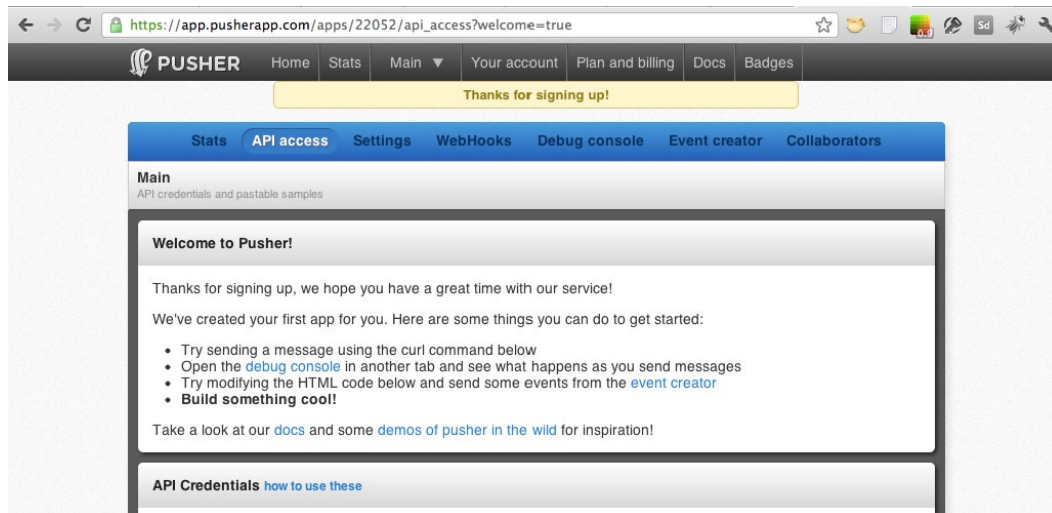 https://app.pusherapp.com/apps/22052/api_access?welcome=true
0.9
Sd
PUSHER Home Stats Main ▼ Your account Plan and billing Docs Badges
Thanks for signing up!
Stats API access Settings WebHooks Debug console Event creator Collaborators
Main
API credentials and pastable samples
Welcome to Pusher!
Thanks for signing up, we hope you have a great time with our service!
We've created your first app for you. Here are some things you can do to get started:
• Try sending a message using the curl command below
• Open the debug console in another tab and see what happens as you send messages
• Try modifying the HTML code below and send some events from the event creator
• Build something cool!
Take a look at our docs and some demos of pusher in the wild for inspiration!
API Credentials how to use these